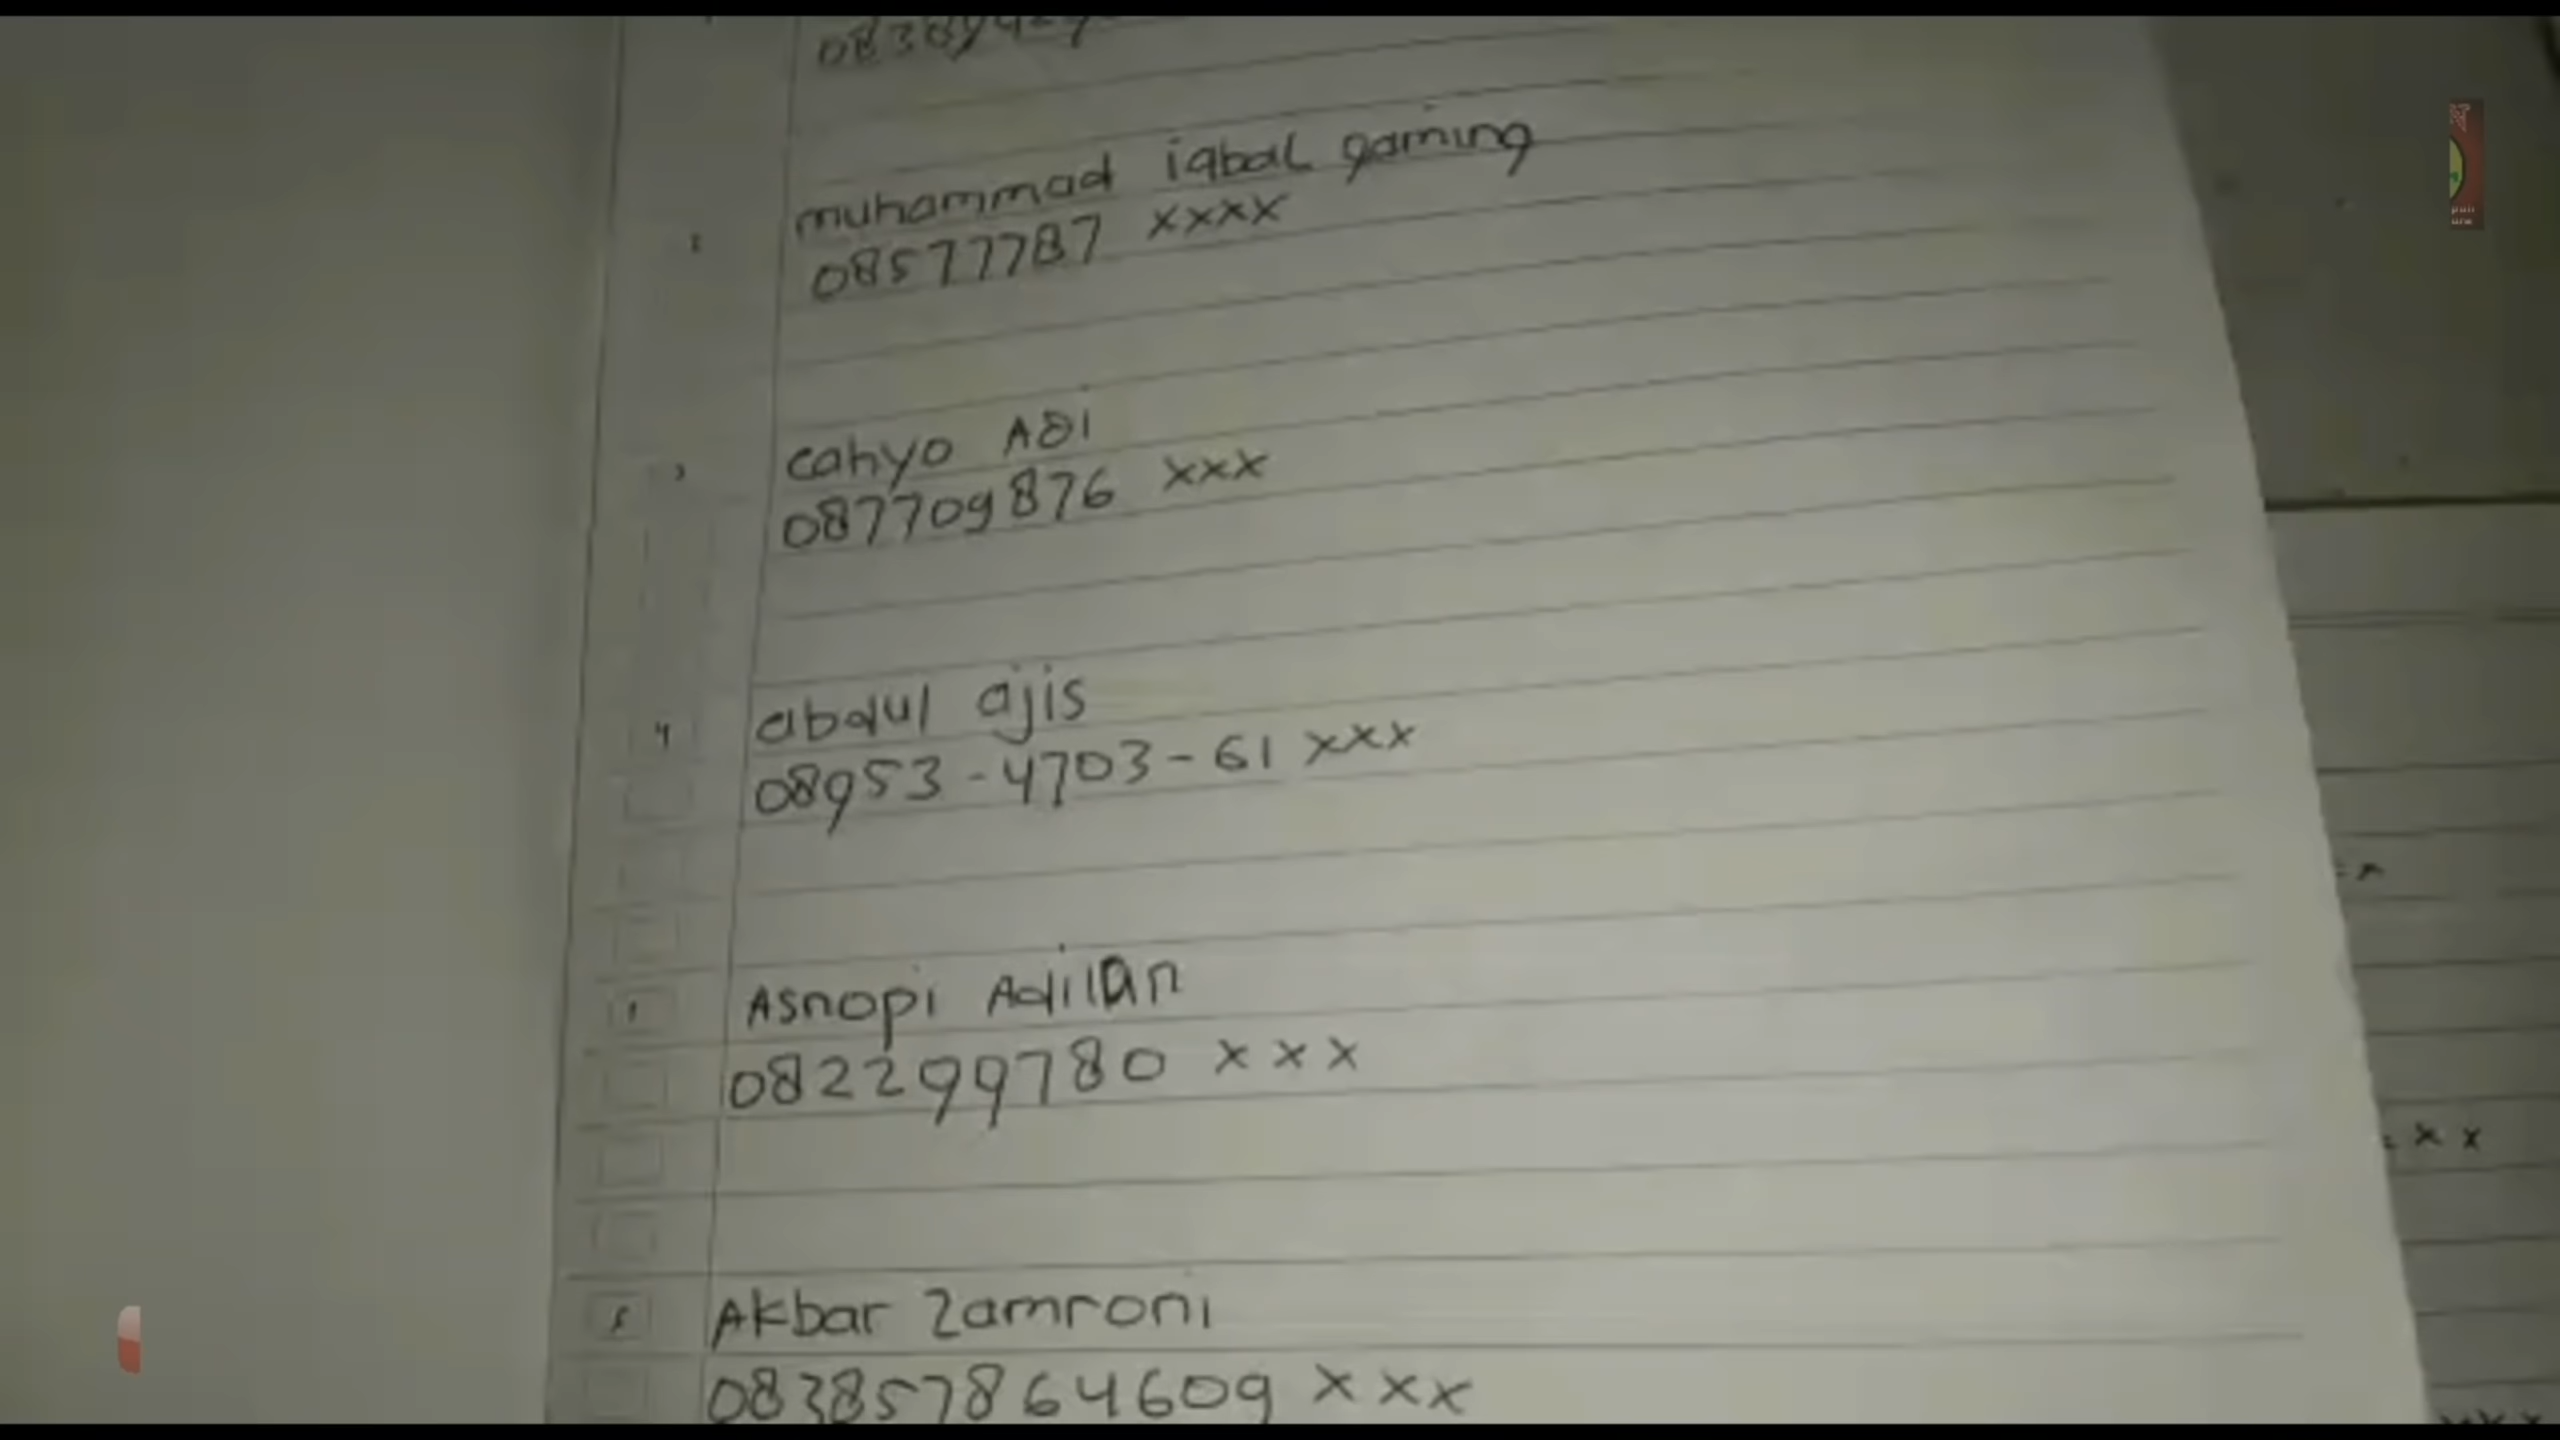 muhammad iqbal gaming
08577787 xxxx
cahyo Adi
087709876 xxx
4 abdul ajis
08953-4703-61 xxx
Asnopi Adilan
082299780 xxx
Akbar Zamroni
083857864609 xxx